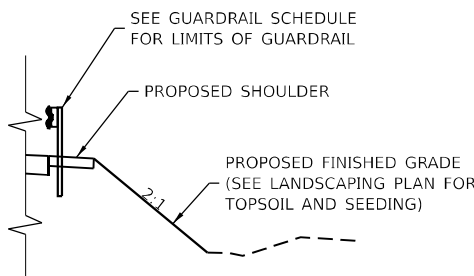 SEE GUARDRAIL SCHEDULE
FOR LIMITS OF GUARDRAIL
PROPOSED SHOULDER
PROPOSED FINISHED GRADE
(SEE LANDSCAPING PLAN FOR
TOPSOIL AND SEEDING)
2:1